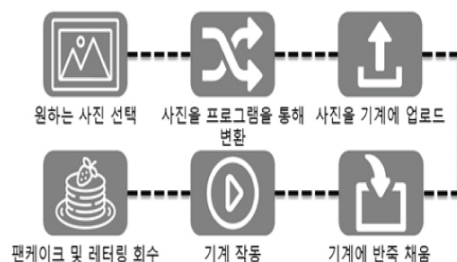 원하는 사진 선택
사진을 프로그램을 통해
변환
사진을 기계에 업로드
팬케이크 및 레터링 회수
기계 작동
기계에 반죽 채움